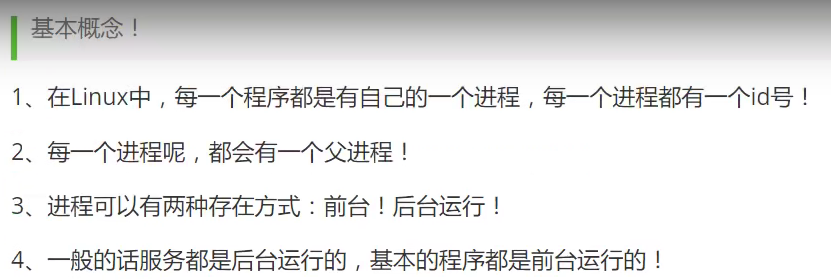 基本概念！
1、在Linux中，每一个程序都是有自己的一个进程，每一个进程都有一个id号！
2、每一个进程呢，都会有一个父进程！
3、进程可以有两种存在方式：前台！后台运行！
4、一般的话服务都是后台运行的，基本的程序都是前台运行的！